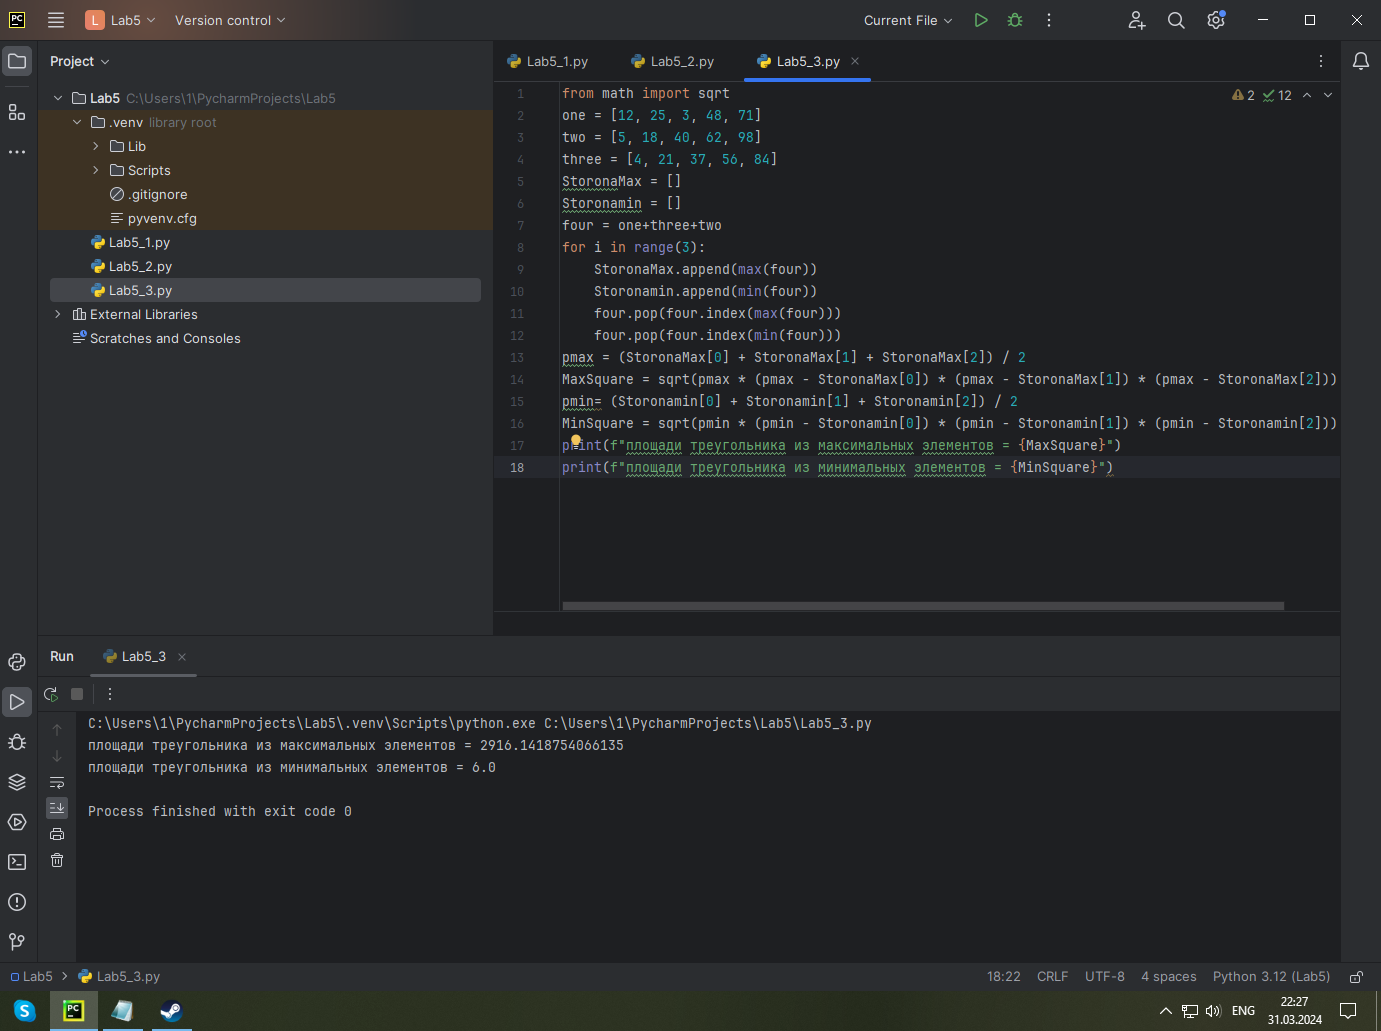 PC
L Lab5 Version control Current File
Project
Lab5_1.py Lab5_2.py Lab5_3.py
Lab5 C:\Users\1\PycharmProjects\Lab5
.venv library root
Lib
Scripts
.gitignore
pyvenv.cfg
Lab5_1.py
Lab5_2.py
Lab5_3.py
External Libraries
Scratches and Consoles
2 12
1 from math import sqrt
2 one = [12, 25, 3, 48, 71]
3 two = [5, 18, 40, 62, 98]
4 three = [4, 21, 37, 56, 84]
5 StoronaMax = []
6 Storonamin = []
7 four = one+three+two
8 for i in range(3):
9 StoronaMax.append(max(four))
10 Storonamin.append(min(four))
11 four.pop(four.index(max(four)))
12 four.pop(four.index(min(four)))
13 pmax = (StoronaMax[0] + StoronaMax[1] + StoronaMax[2]) / 2
14 MaxSquare = sqrt(pmax * (pmax - StoronaMax[0]) * (pmax - StoronaMax[1]) * (pmax - StoronaMax[2]))
15 pmin= (Storonamin[0] + Storonamin[1] + Storonamin[2]) / 2
16 MinSquare = sqrt(pmin * (pmin - Storonamin[0]) * (pmin - Storonamin[1]) * (pmin - Storonamin[2]))
17 print(f"площади треугольника из максимальных элементов = {MaxSquare}")
18 print(f"площади треугольника из минимальных элементов = {MinSquare}")
Run Lab5_3
C:\Users\1\PycharmProjects\Lab5\.venv\Scripts\python.exe C:\Users\1\PycharmProjects\Lab5\Lab5_3.py
площади треугольника из максимальных элементов = 2916.1418754066135
площади треугольника из минимальных элементов = 6.0
Process finished with exit code 0
Lab5 > Lab5_3.py 18:22 CRLF UTF-8 4 spaces Python 3.12 (Lab5)
S PC ENG 22:27
31.03.2024